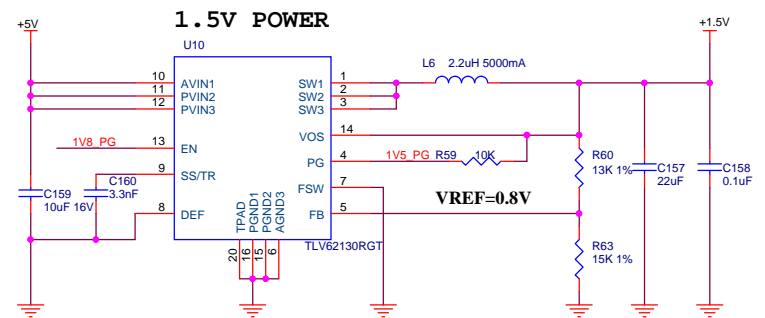 1.5V POWER
+5V
+1.5V
U10
L6 2.2uH 5000mA
10 AVIN1 SW1 1
11 PVIN2 SW2 2
12 PVIN3 SW3 3
VOS 14
1V8_PG 13 EN
PG 4 1V5_PG R59 10K
R60
13K 1%
9 SS/TR
FSW 7
C157
22uF
C158
0.1uF
C159
10uF 16V
C160
3.3nF
8 DEF
FB 5
VREF=0.8V
TPAD PGND1 PGND2 AGND3
20 16 15 6
TLV62130RGT
R63
15K 1%